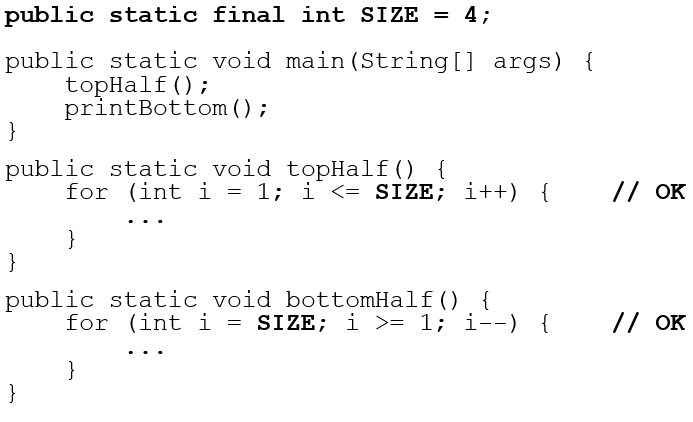 public static final int SIZE = 4;
public static void main(String[] args) {
    topHalf();
    printBottom();
}
public static void topHalf() {
    for (int i = 1; i <= SIZE; i++) {    // OK
        ...
    }
}
public static void bottomHalf() {
    for (int i = SIZE; i >= 1; i--) {    // OK
        ...
    }
}